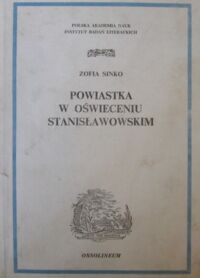 POLSKA AKADEMIA NAUK
INSTYTUT BADAŃ LITERACKICH
ZOFIA SINKO
POWIASTKA
W OŚWIECENIU
STANISŁAWOWSKIM
OSSOLINEUM